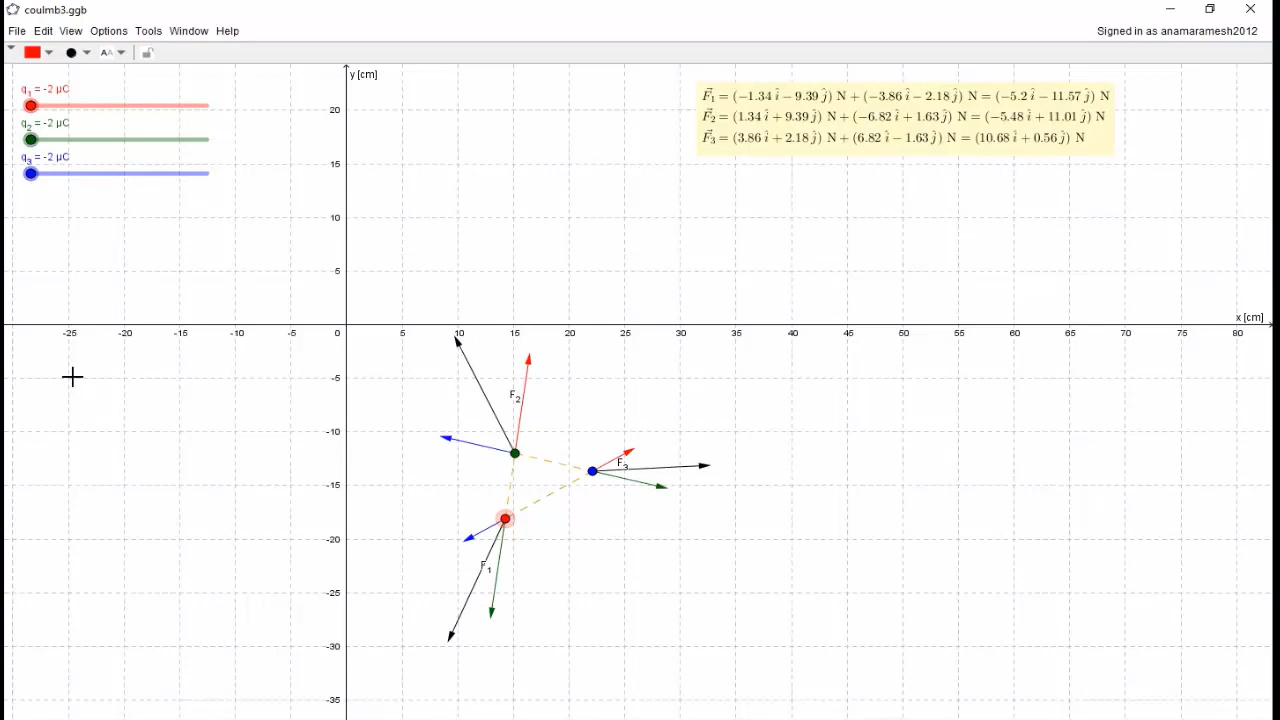 coulmb3.ggb
File Edit View Options Tools Window Help
Signed in as anamaramesh2012
AA
q1 = -2 μC
q2 = -2 μC
q3 = -2 μC
y [cm]
F⃗₁ = (−1.34 î − 9.39 ĵ) N + (−3.86 î − 2.18 ĵ) N = (−5.2 î − 11.57 ĵ) N
F⃗₂ = (1.34 î + 9.39 ĵ) N + (−6.82 î + 1.63 ĵ) N = (−5.48 î + 11.01 ĵ) N
F⃗₃ = (3.86 î + 2.18 ĵ) N + (6.82 î − 1.63 ĵ) N = (10.68 î + 0.56 ĵ) N
20
15
10
5
x [cm]
-25 -20 -15 -10 -5 0 5 10 15 20 25 30 35 40 45 50 55 60 65 70 75 80
-5
F2
-10
F3
-15
-20
F1
-25
-30
-35